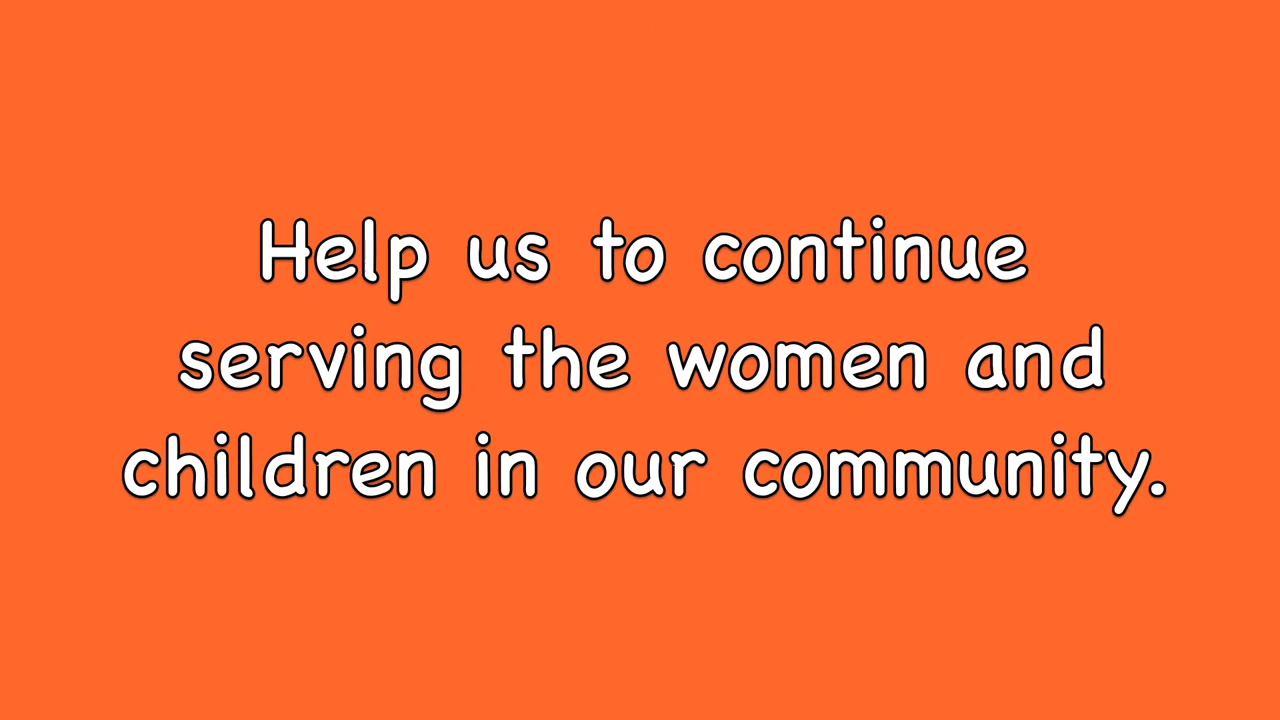 Help us to continue
serving the women and
children in our community.